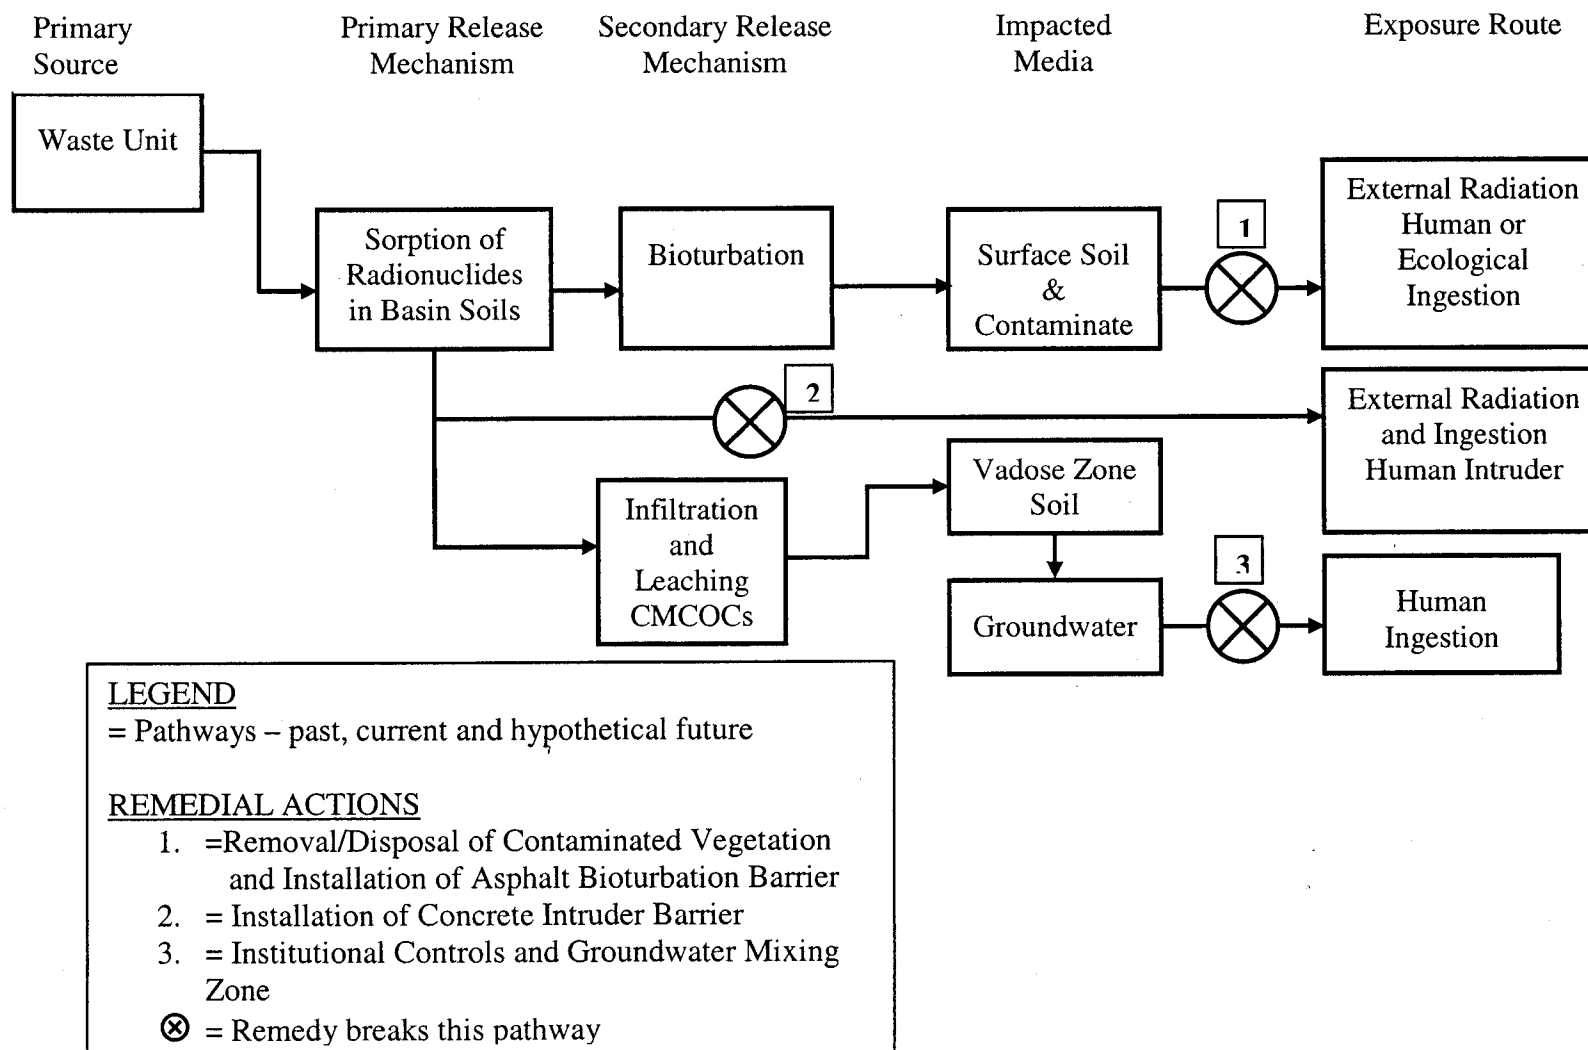 Primary
Source
Primary Release
Mechanism
Secondary Release
Mechanism
Impacted
Media
Exposure Route
Waste Unit
Sorption of
Radionuclides
in Basin Soils
Bioturbation
Surface Soil
&
Contaminate
1
External Radiation
Human or
Ecological
Ingestion
2
External Radiation
and Ingestion
Human Intruder
Infiltration
and
Leaching
CMCOCs
Vadose Zone
Soil
Groundwater
3
Human
Ingestion
LEGEND
= Pathways – past, current and hypothetical future
REMEDIAL ACTIONS
1. =Removal/Disposal of Contaminated Vegetation
and Installation of Asphalt Bioturbation Barrier
2. = Installation of Concrete Intruder Barrier
3. = Institutional Controls and Groundwater Mixing
Zone
⊗ = Remedy breaks this pathway